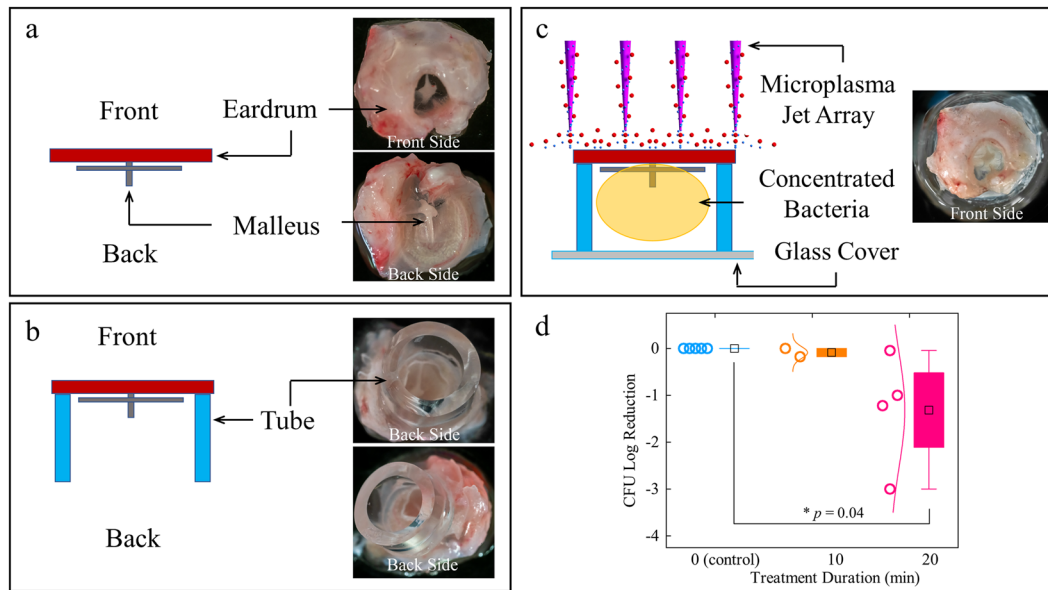 a
Front
Eardrum
Malleus
Back
Front Side
Back Side
b
Front
Tube
Back
Back Side
Back Side
c
Microplasma
Jet Array
Concentrated
Bacteria
Glass Cover
Front Side
d
CFU Log Reduction
0
-1
-2
-3
-4
* p = 0.04
0 (control)
10
20
Treatment Duration (min)